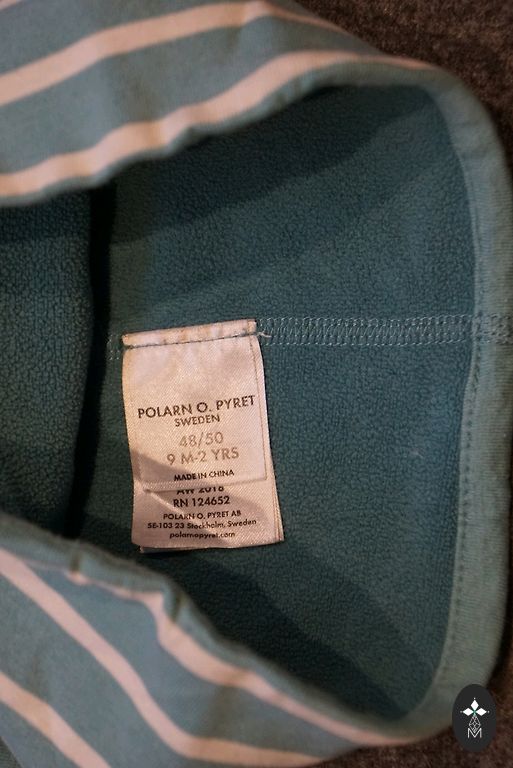 POLARN O. PYRET
SWEDEN
48/50
9 M-2 YRS
MADE IN CHINA
AW 2018
RN 124652
POLARN O. PYRET AB
SE-103 23 Stockholm, Sweden
polarnopyret.com